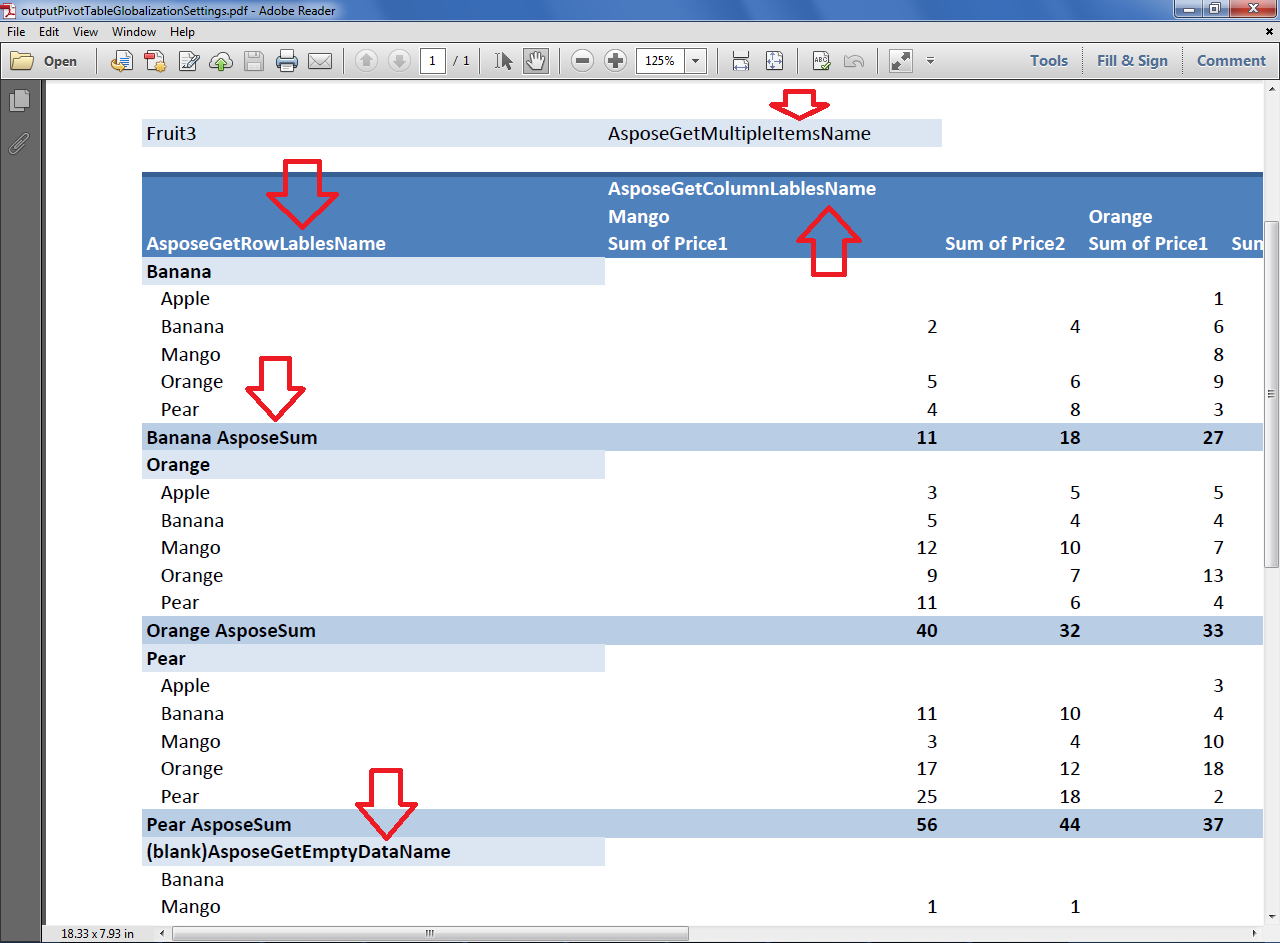 outputPivotTableGlobalizationSettings.pdf - Adobe Reader
File Edit View Window Help
Open 1 / 1 125% Tools Fill & Sign Comment
Fruit3 AsposeGetMultipleItemsName
AsposeGetColumnLablesName
Mango Orange
AsposeGetRowLablesName Sum of Price1 Sum of Price2 Sum of Price1 Sun
Banana
Apple 1
Banana 2 4 6
Mango 8
Orange 5 6 9
Pear 4 8 3
Banana AsposeSum 11 18 27
Orange
Apple 3 5 5
Banana 5 4 4
Mango 12 10 7
Orange 9 7 13
Pear 11 6 4
Orange AsposeSum 40 32 33
Pear
Apple 3
Banana 11 10 4
Mango 3 4 10
Orange 17 12 18
Pear 25 18 2
Pear AsposeSum 56 44 37
(blank)AsposeGetEmptyDataName
Banana
Mango 1 1
18.33 x 7.93 in